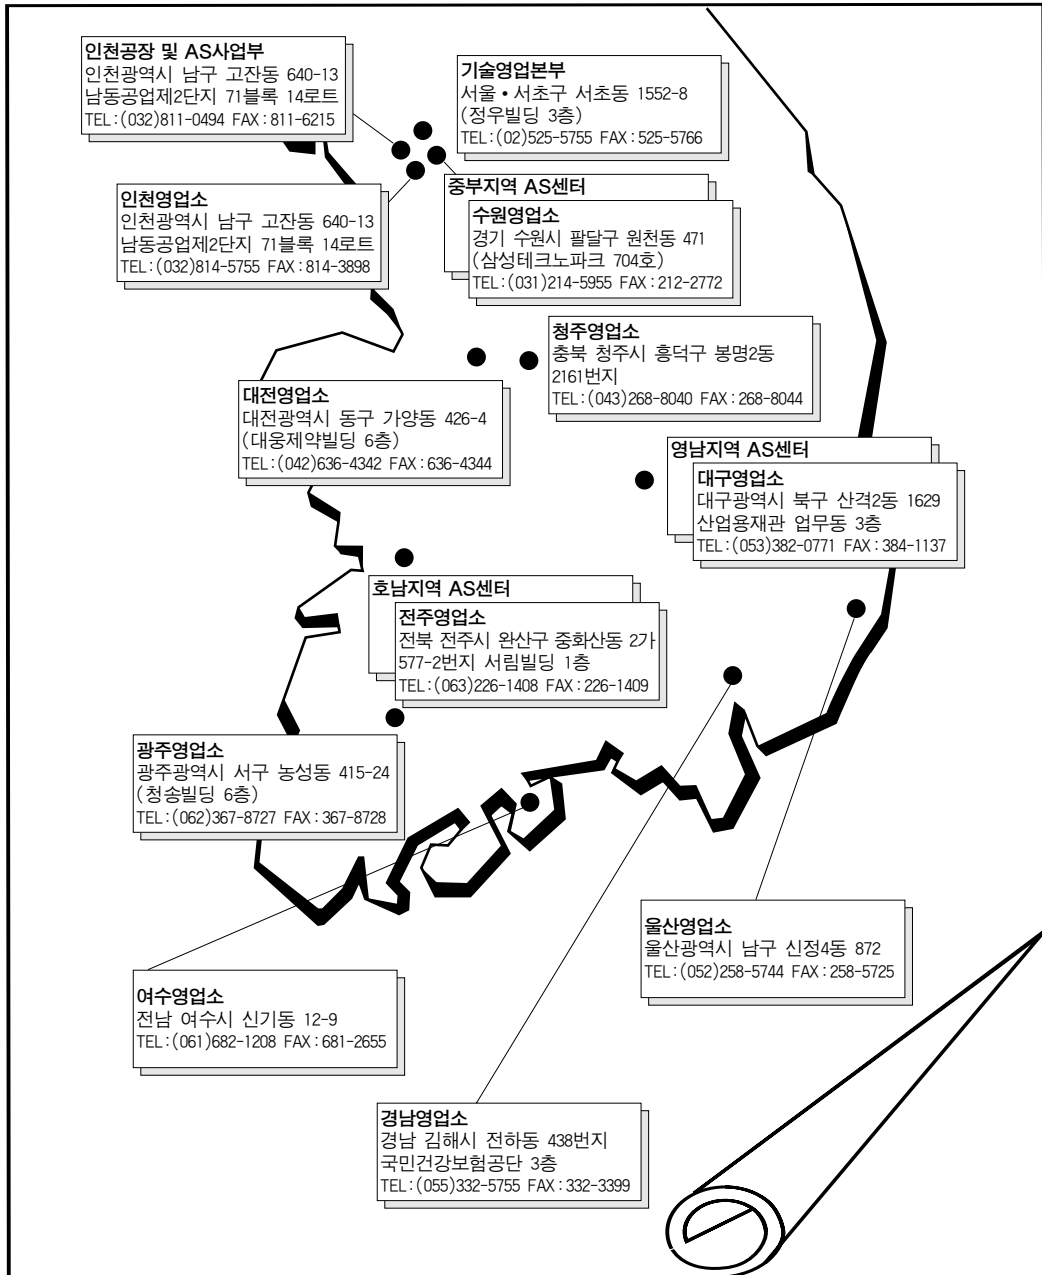 인천공장 및 AS사업부
인천광역시 남구 고잔동 640-13
남동공업제2단지 71블록 14로트
TEL:(032)811-0494 FAX:811-6215
기술영업본부
서울•서초구 서초동 1552-8
(정우빌딩 3층)
TEL:(02)525-5755 FAX:525-5766
인천영업소
인천광역시 남구 고잔동 640-13
남동공업제2단지 71블록 14로트
TEL:(032)814-5755 FAX:814-3898
중부지역 AS센터
수원영업소
경기 수원시 팔달구 원천동 471
(삼성테크노파크 704호)
TEL:(031)214-5955 FAX:212-2772
청주영업소
충북 청주시 흥덕구 봉명2동
2161번지
TEL:(043)268-8040 FAX:268-8044
대전영업소
대전광역시 동구 가양동 426-4
(대웅제약빌딩 6층)
TEL:(042)636-4342 FAX:636-4344
영남지역 AS센터
대구영업소
대구광역시 북구 산격2동 1629
산업용재관 업무동 3층
TEL:(053)382-0771 FAX:384-1137
호남지역 AS센터
전주영업소
전북 전주시 완산구 중화산동 2가
577-2번지 서림빌딩 1층
TEL:(063)226-1408 FAX:226-1409
광주영업소
광주광역시 서구 농성동 415-24
(청송빌딩 6층)
TEL:(062)367-8727 FAX:367-8728
울산영업소
울산광역시 남구 신정4동 872
TEL:(052)258-5744 FAX:258-5725
여수영업소
전남 여수시 신기동 12-9
TEL:(061)682-1208 FAX:681-2655
경남영업소
경남 김해시 전하동 438번지
국민건강보험공단 3층
TEL:(055)332-5755 FAX:332-3399